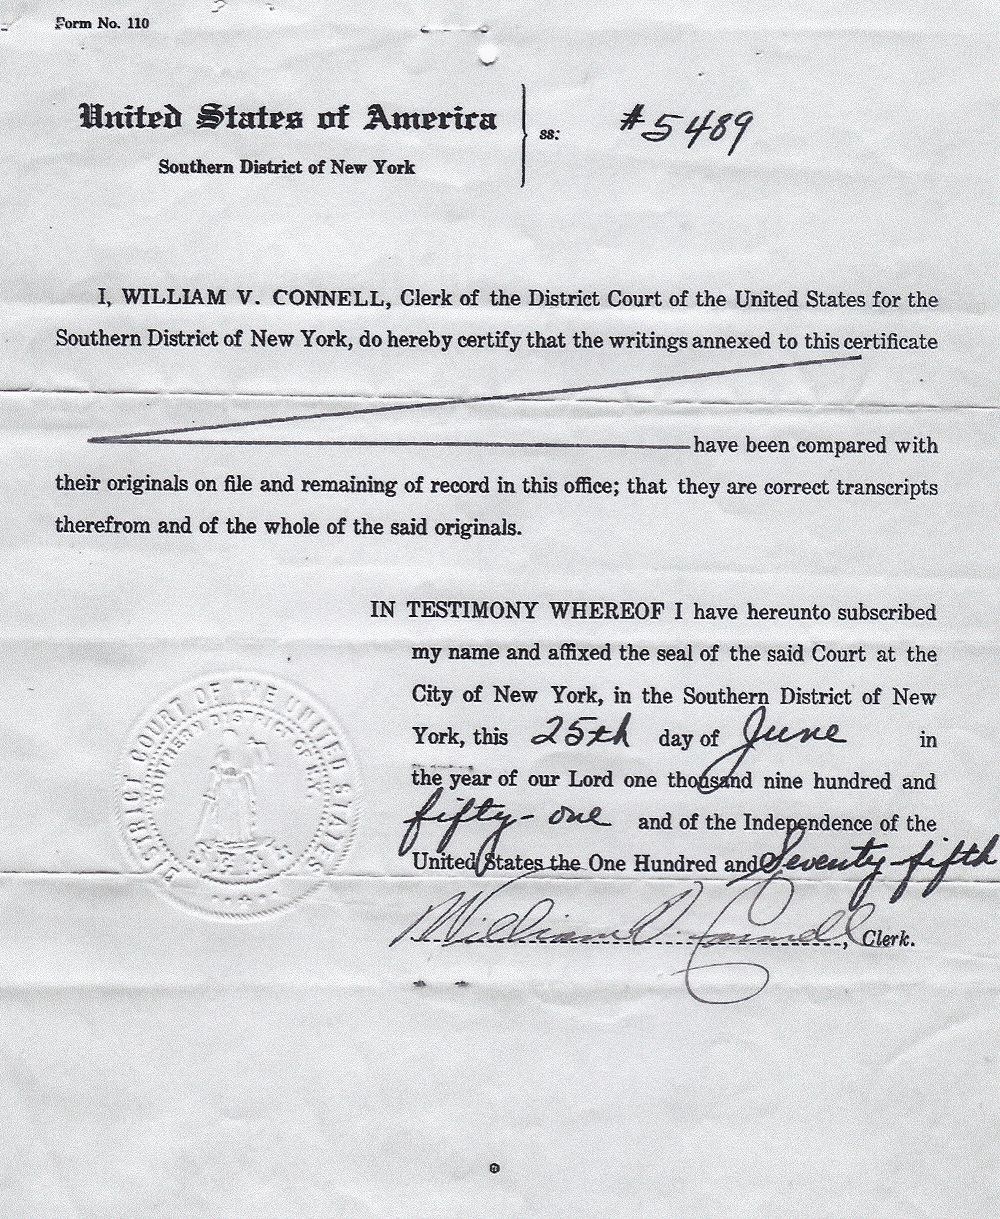 Form No. 110
United States of America
ss:
#5489
Southern District of New York
I, WILLIAM V. CONNELL, Clerk of the District Court of the United States for the
Southern District of New York, do hereby certify that the writings annexed to this certificate
have been compared with
their originals on file and remaining of record in this office; that they are correct transcripts
therefrom and of the whole of the said originals.
IN TESTIMONY WHEREOF I have hereunto subscribed
my name and affixed the seal of the said Court at the
City of New York, in the Southern District of New
York, this 25th day of June in
the year of our Lord one thousand nine hundred and
fifty-one and of the Independence of the
United States the One Hundred and Seventy-fifth
William V. Connell, Clerk.
DISTRICT COURT OF THE UNITED STATES
SOUTHERN DISTRICT OF N.Y.
SEAL